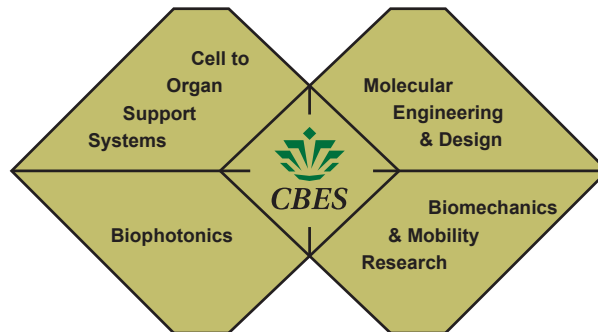 Cell to
Organ
Support
Systems
Molecular
Engineering
& Design
CBES
Biophotonics
Biomechanics
& Mobility
Research